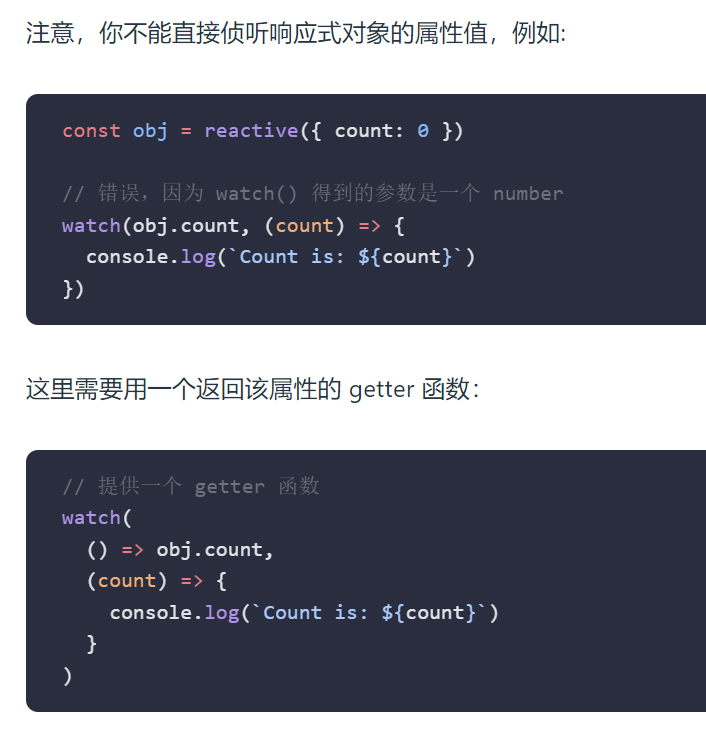 注意，你不能直接侦听响应式对象的属性值，例如:
const obj = reactive({ count: 0 })
// 错误，因为 watch() 得到的参数是一个 number
watch(obj.count, (count) => {
  console.log(`Count is: ${count}`)
})
这里需要用一个返回该属性的 getter 函数：
// 提供一个 getter 函数
watch(
  () => obj.count,
  (count) => {
    console.log(`Count is: ${count}`)
  }
)